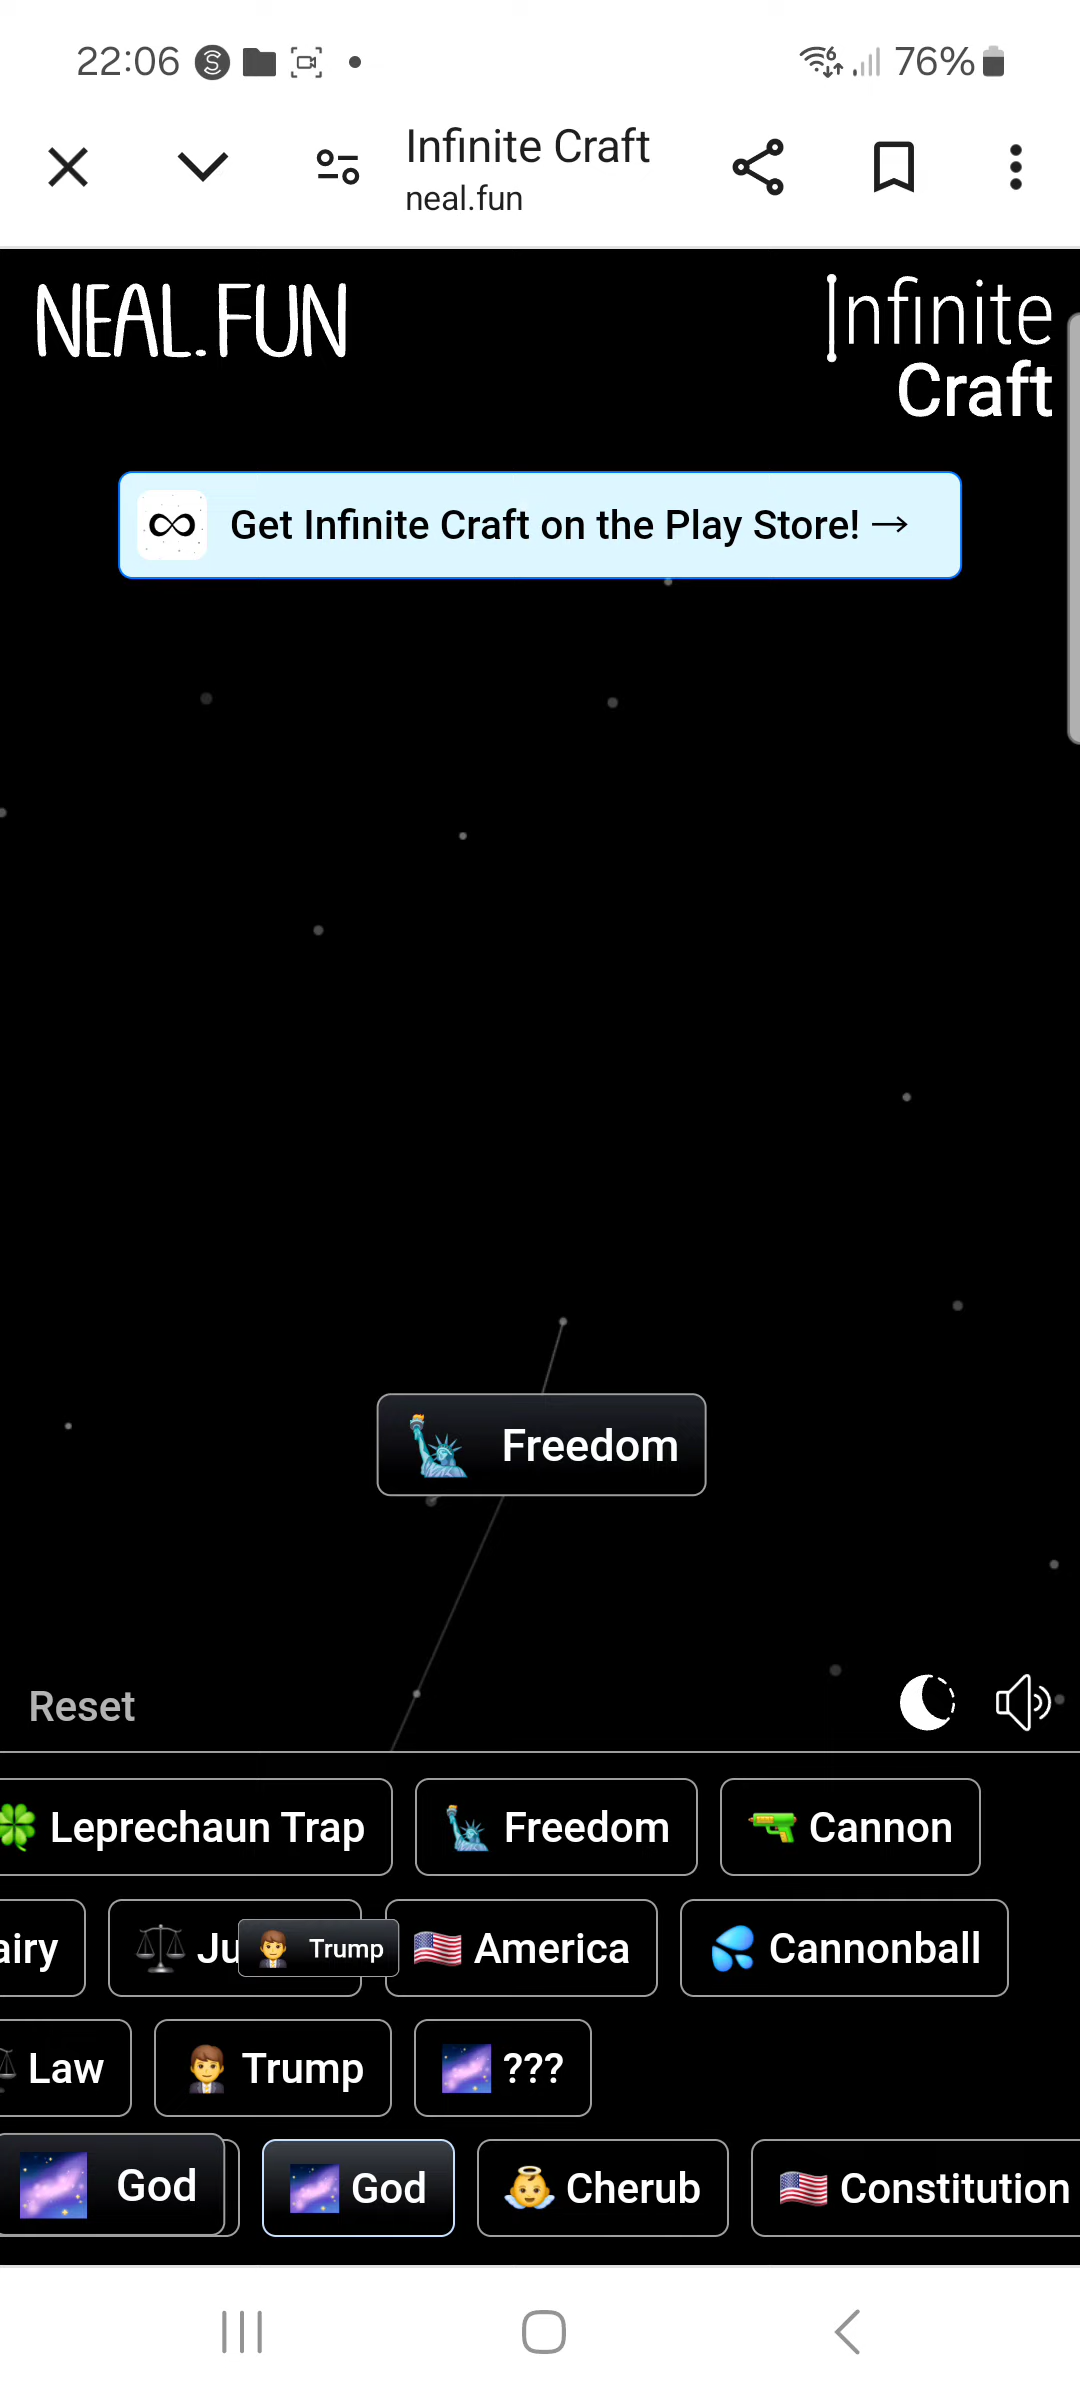 22:06
76%
Infinite Craft
neal.fun
NEAL.FUN
Infinite
Craft
Get Infinite Craft on the Play Store! →
Freedom
Reset
Leprechaun Trap Freedom Cannon
airy Ju Trump America Cannonball
Law Trump ???
God God Cherub Constitution